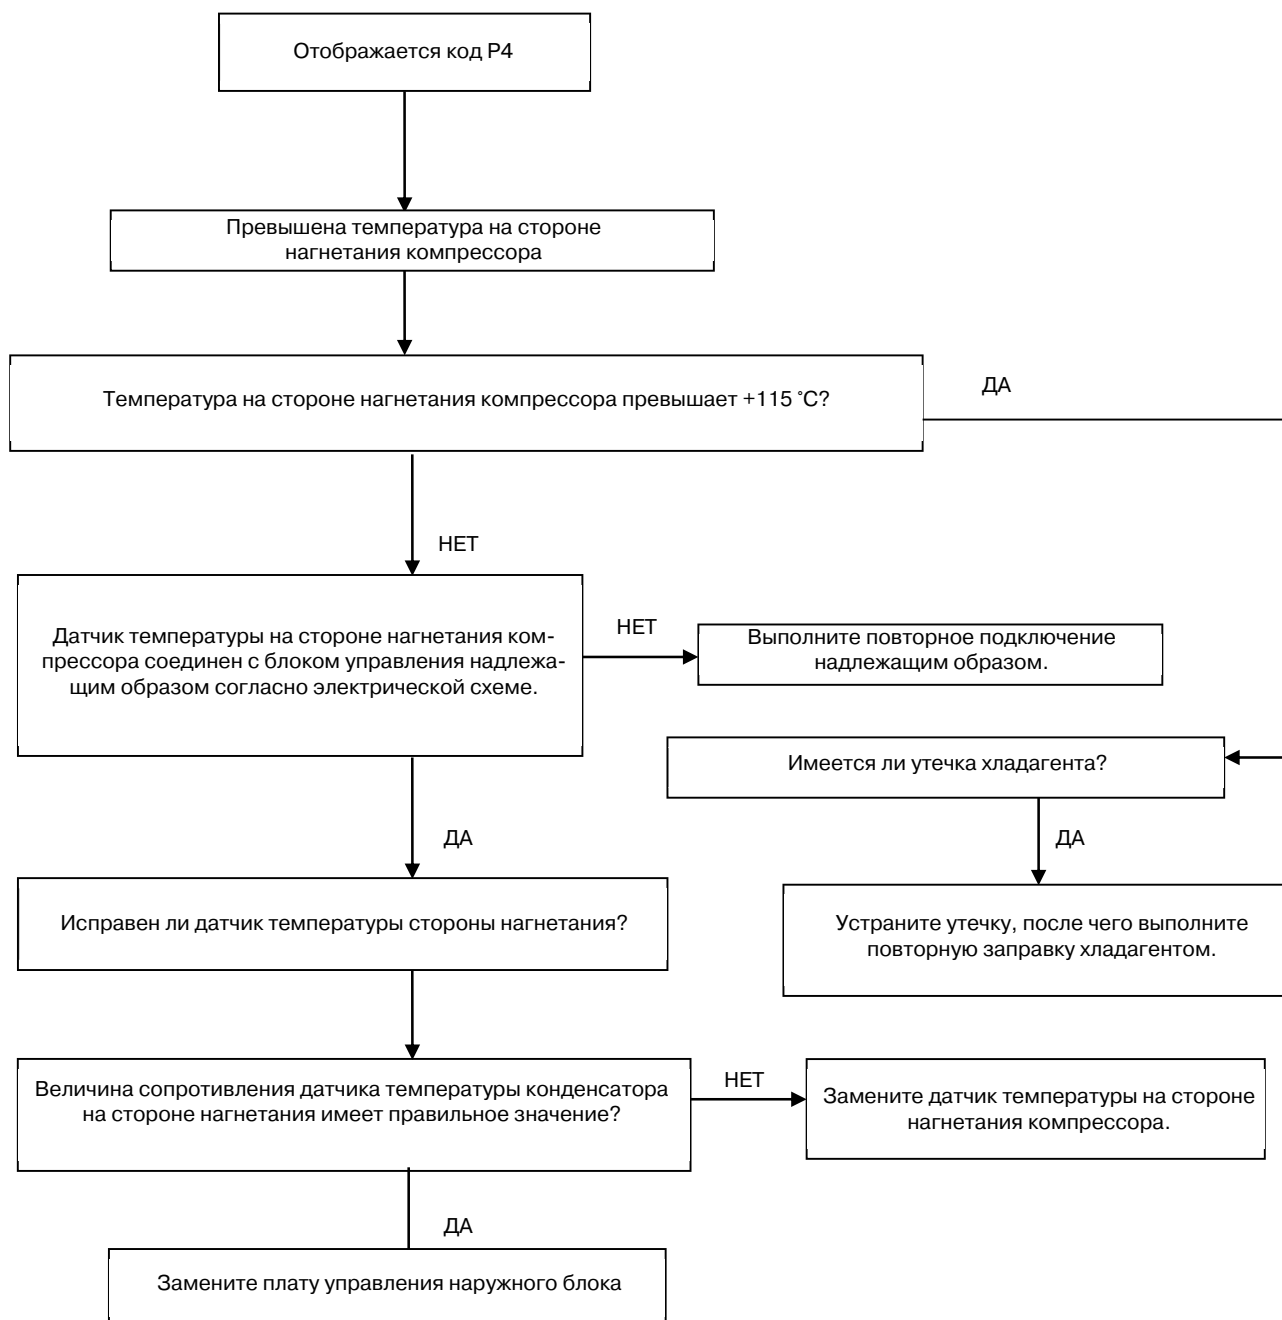 Отображается код P4
Превышена температура на стороне
нагнетания компрессора
Температура на стороне нагнетания компрессора превышает +115 °C?
ДА
НЕТ
Датчик температуры на стороне нагнетания ком-
прессора соединен с блоком управления надлежа-
щим образом согласно электрической схеме.
НЕТ
Выполните повторное подключение
надлежащим образом.
Имеется ли утечка хладагента?
ДА
ДА
Исправен ли датчик температуры стороны нагнетания?
Устраните утечку, после чего выполните
повторную заправку хладагентом.
Величина сопротивления датчика температуры конденсатора
на стороне нагнетания имеет правильное значение?
НЕТ
Замените датчик температуры на стороне
нагнетания компрессора.
ДА
Замените плату управления наружного блока